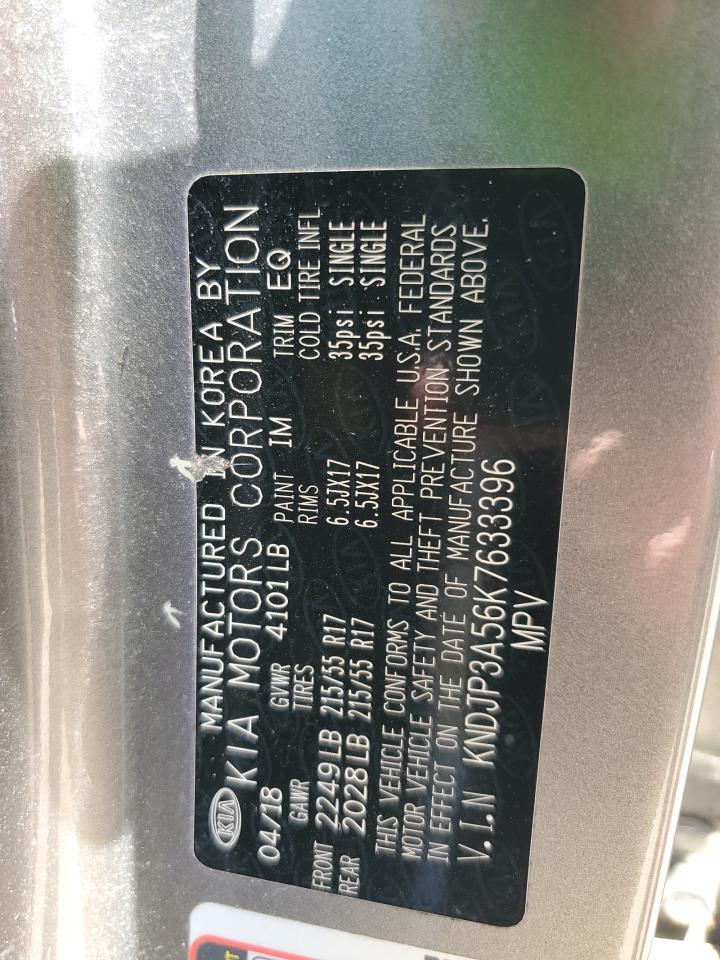 MANUFACTURED IN KOREA BY
KIA KIA MOTORS CORPORATION
04/18 GVWR 4101LB PAINT IM TRIM EQ
GAWR TIRES RIMS COLD TIRE INFL
FRONT 2249LB 215/55 R17 6.5JX17 35psi SINGLE
REAR 2028LB 215/55 R17 6.5JX17 35psi SINGLE
THIS VEHICLE CONFORMS TO ALL APPLICABLE U.S.A. FEDERAL
MOTOR VEHICLE SAFETY AND THEFT PREVENTION STANDARDS
IN EFFECT ON THE DATE OF MANUFACTURE SHOWN ABOVE.
V.I.N KNDJP3A56K7633396
MPV